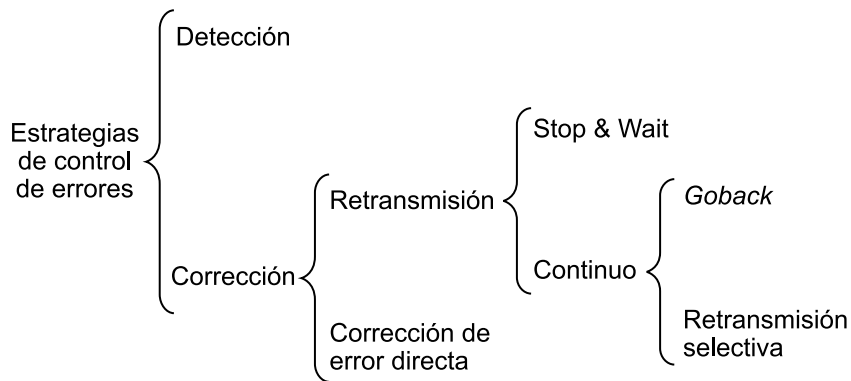 Detección
Estrategias
de control
de errores
Corrección
Retransmisión
Corrección de
error directa
Stop & Wait
Continuo
Goback
Retransmisión
selectiva